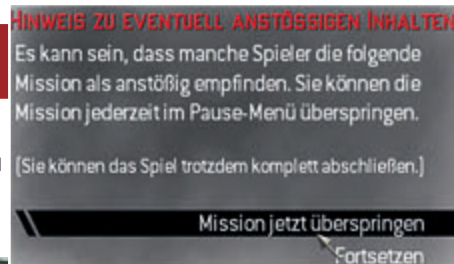 HINWEIS ZU EVENTUELL ANSTÖSSIGEN INHALTEN
Es kann sein, dass manche Spieler die folgende
Mission als anstößig empfinden. Sie können die
Mission jederzeit im Pause-Menü überspringen.
(Sie können das Spiel trotzdem komplett abschließen.)
Mission jetzt überspringen
Fortsetzen